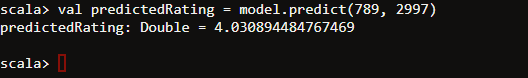 scala> val predictedRating = model.predict(789, 2997)
predictedRating: Double = 4.030894484767469
scala>